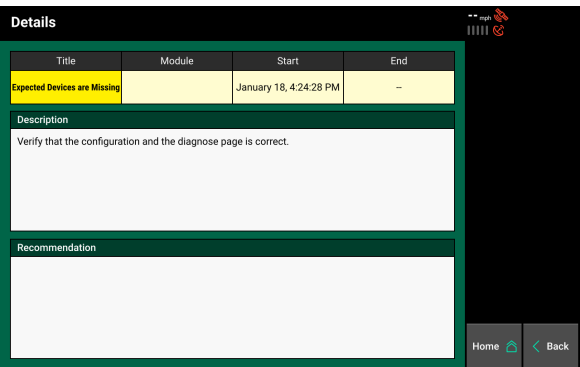 Details
-- mph
Title Module Start End
Expected Devices are Missing January 18, 4:24:28 PM –
Description
Verify that the configuration and the diagnose page is correct.
Recommendation
Home Back